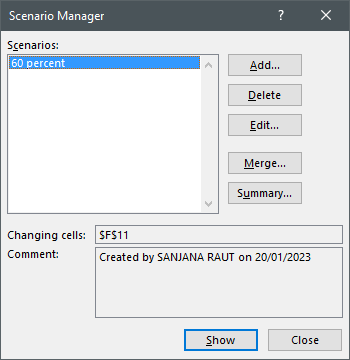 Scenario Manager
?
Scenarios:
60 percent
Add...
Delete
Edit...
Merge...
Summary...
Changing cells: $F$11
Comment: Created by SANJANA RAUT on 20/01/2023
Show Close